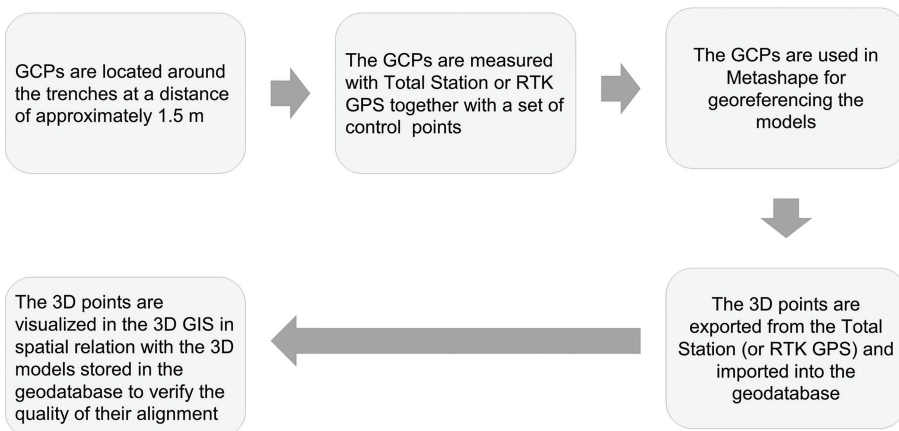 GCPs are located around
the trenches at a distance
of approximately 1.5 m
The GCPs are measured
with Total Station or RTK
GPS together with a set of
control points
The GCPs are used in
Metashape for
georeferencing the
models
The 3D points are
exported from the Total
Station (or RTK GPS) and
imported into the
geodatabase
The 3D points are
visualized in the 3D GIS in
spatial relation with the 3D
models stored in the
geodatabase to verify the
quality of their alignment